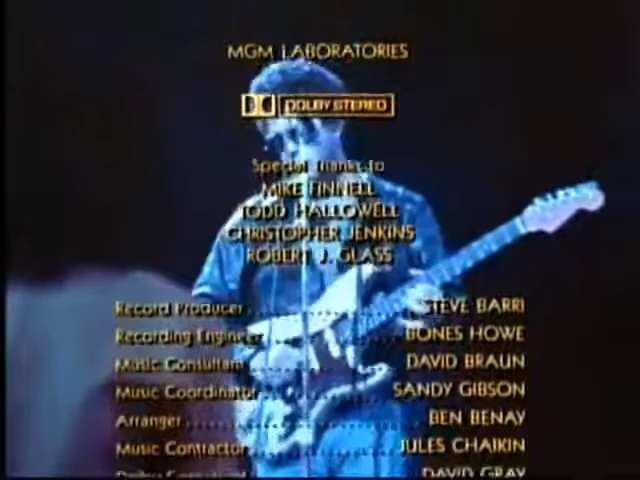 MGM LABORATORIES
DOLBY STEREO
Special thanks to
MIKE FINNELL
TODD HALLOWELL
CHRISTOPHER JENKINS
ROBERT J. GLASS
Record Producer ............ STEVE BARRI
Recording Engineer ............ BONES HOWE
Music Consultant ............ DAVID BRAUN
Music Coordinator ............ SANDY GIBSON
Arranger ............ BEN BENAY
Music Contractor ............ JULES CHAIKIN
Dolby Consultant ............ DAVID GRAY